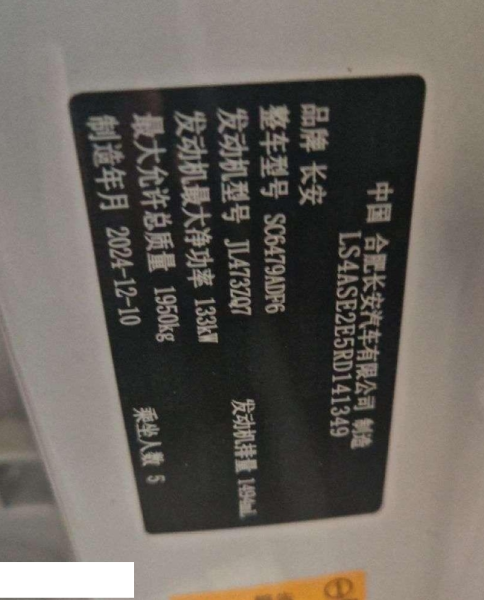 中国 合肥长安汽车有限公司 制造
LS4ASE2E5RD141349
品牌 长安
整车型号 SC6479ADF6
发动机型号 JL473ZQ7 发动机排量 1494mL
发动机最大净功率 133kW
最大允许总质量 1950kg
制造年月 2024-12-10 乘坐人数 5